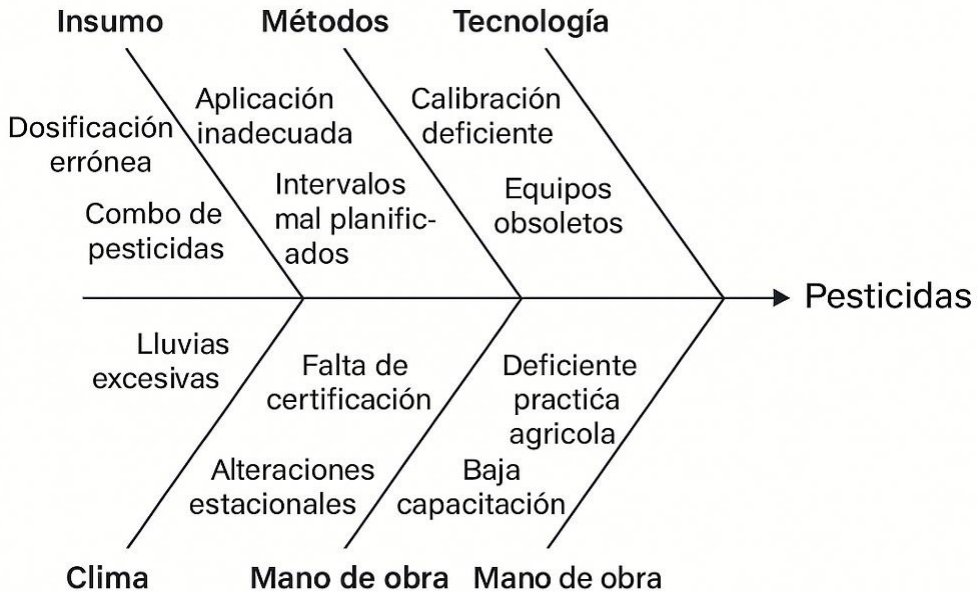 Insumo
Métodos
Tecnología
Dosificación
errónea
Combo de
pesticidas
Aplicación
inadecuada
Intervalos
mal planific-
ados
Calibración
deficiente
Equipos
obsoletos
Pesticidas
Lluvias
excesivas
Alteraciones
estacionales
Falta de
certificación
Baja
capacitación
Deficiente
practića
agricola
Clima
Mano de obra
Mano de obra